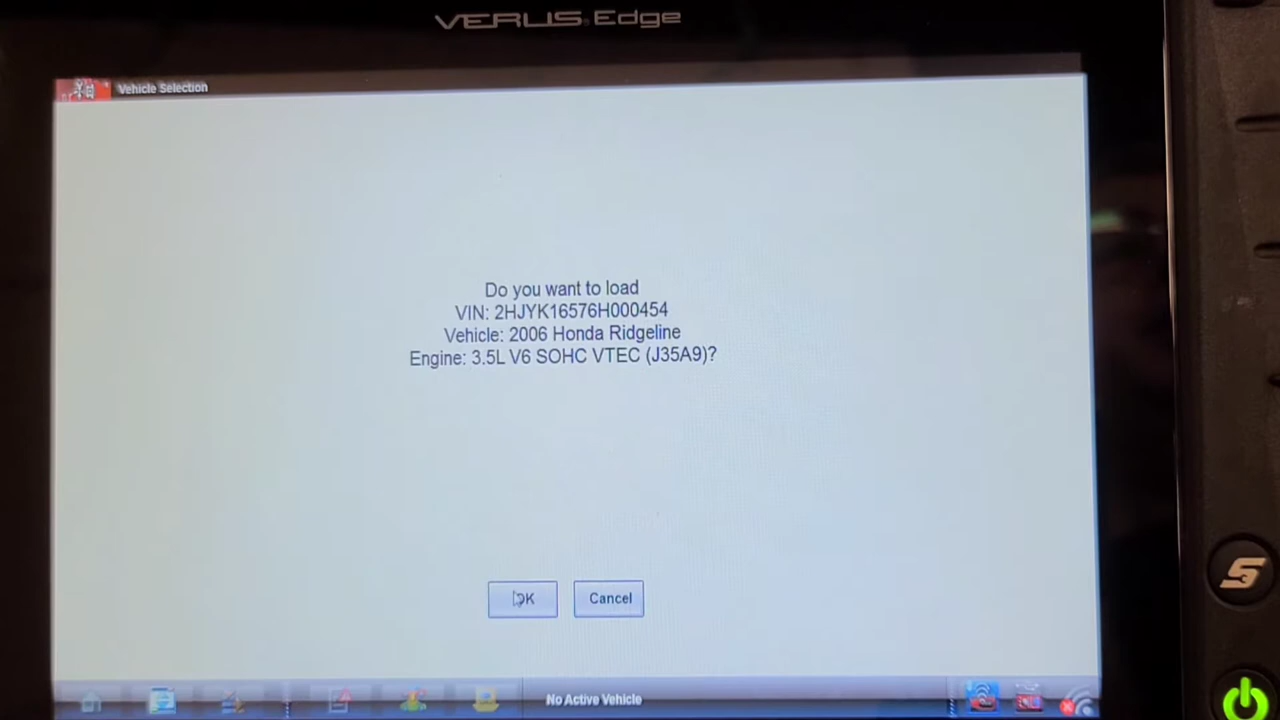 VERUS Edge
Vehicle Selection
Do you want to load
VIN: 2HJYK16576H000454
Vehicle: 2006 Honda Ridgeline
Engine: 3.5L V6 SOHC VTEC (J35A9)?
OK
Cancel
No Active Vehicle